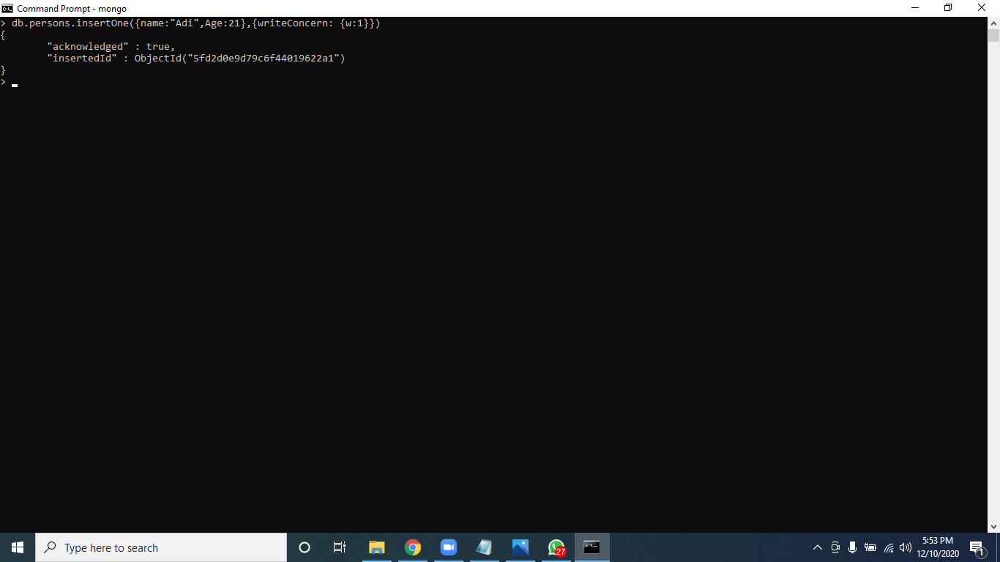 Command Prompt - mongo
> db.persons.insertOne({name:"Adi",Age:21},{writeConcern: {w:1}})
{
"acknowledged" : true,
"insertedId" : ObjectId("5fd2d0e9d79c6f44019622a1")
}
>
Type here to search
27
5:53 PM
12/10/2020
1